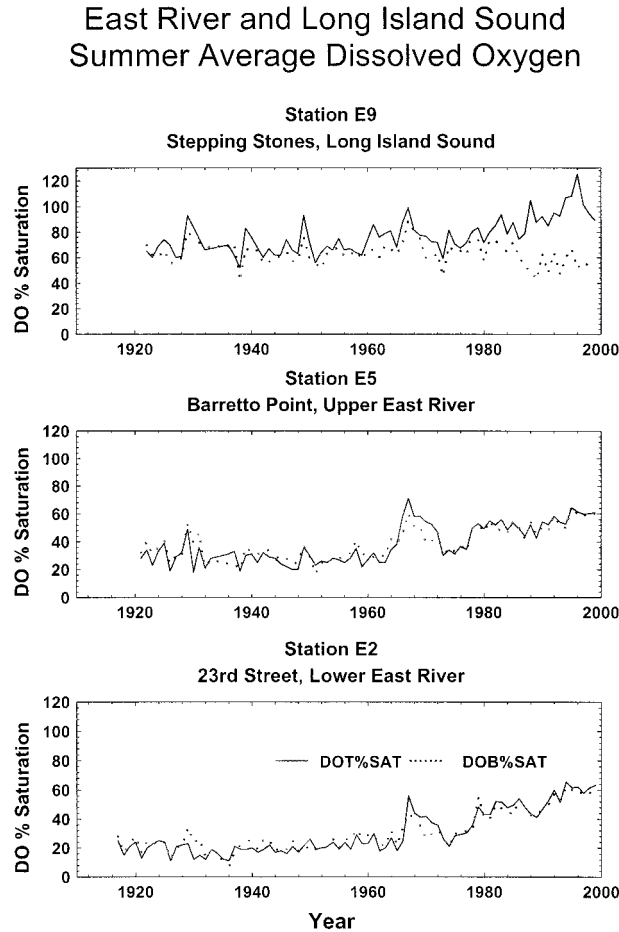 East River and Long Island Sound
Summer Average Dissolved Oxygen
Station E9
Stepping Stones, Long Island Sound
DO % Saturation
120
100
80
60
40
20
0
1920 1940 1960 1980 2000
Station E5
Barretto Point, Upper East River
DO % Saturation
120
100
80
60
40
20
0
1920 1940 1960 1980 2000
Station E2
23rd Street, Lower East River
DO % Saturation
120
100
80
60
40
20
0
DOT%SAT DOB%SAT
1920 1940 1960 1980 2000
Year